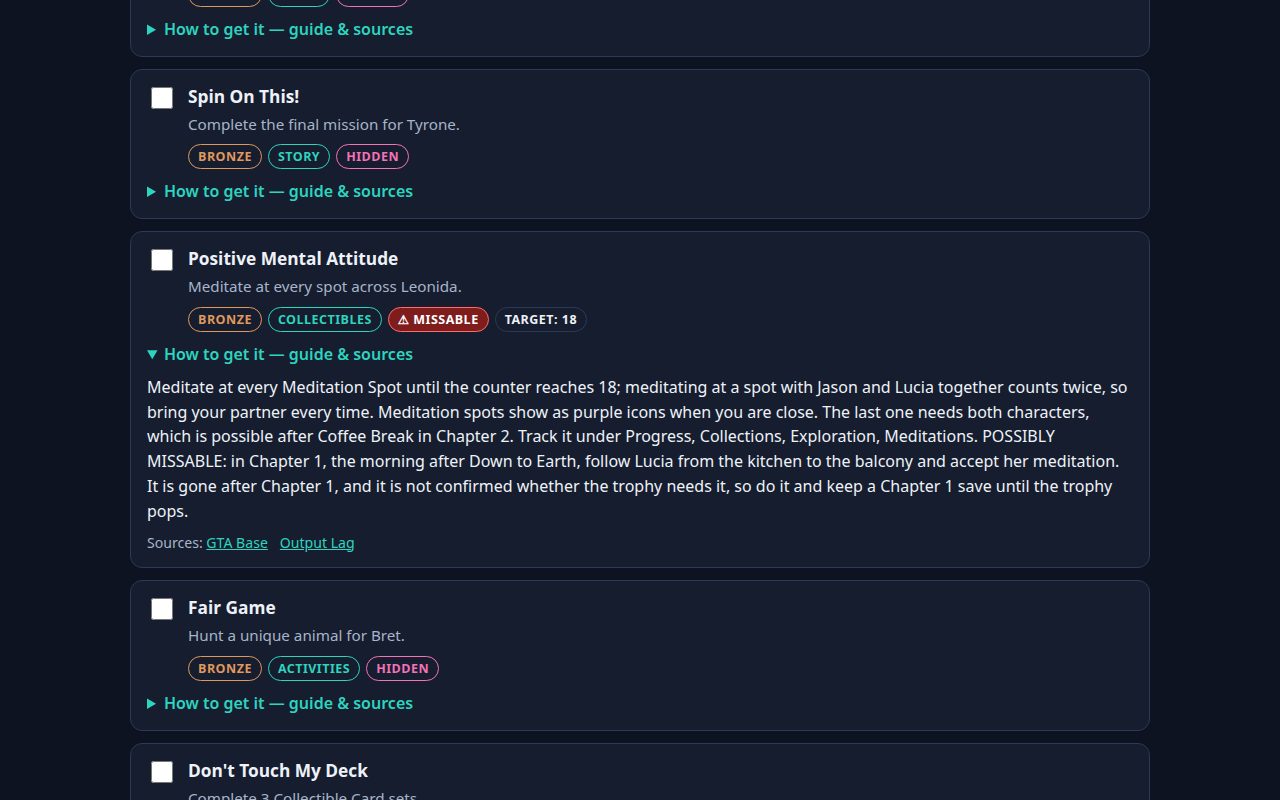 How to get it — guide & sources
Spin On This!
Complete the final mission for Tyrone.
BRONZE STORY HIDDEN
How to get it — guide & sources
Positive Mental Attitude
Meditate at every spot across Leonida.
BRONZE COLLECTIBLES ⚠ MISSABLE TARGET: 18
How to get it — guide & sources
Meditate at every Meditation Spot until the counter reaches 18; meditating at a spot with Jason and Lucia together counts twice, so
bring your partner every time. Meditation spots show as purple icons when you are close. The last one needs both characters,
which is possible after Coffee Break in Chapter 2. Track it under Progress, Collections, Exploration, Meditations. POSSIBLY
MISSABLE: in Chapter 1, the morning after Down to Earth, follow Lucia from the kitchen to the balcony and accept her meditation.
It is gone after Chapter 1, and it is not confirmed whether the trophy needs it, so do it and keep a Chapter 1 save until the trophy
pops.
Sources: GTA Base Output Lag
Fair Game
Hunt a unique animal for Bret.
BRONZE ACTIVITIES HIDDEN
How to get it — guide & sources
Don't Touch My Deck
Complete 3 Collectible Card sets.